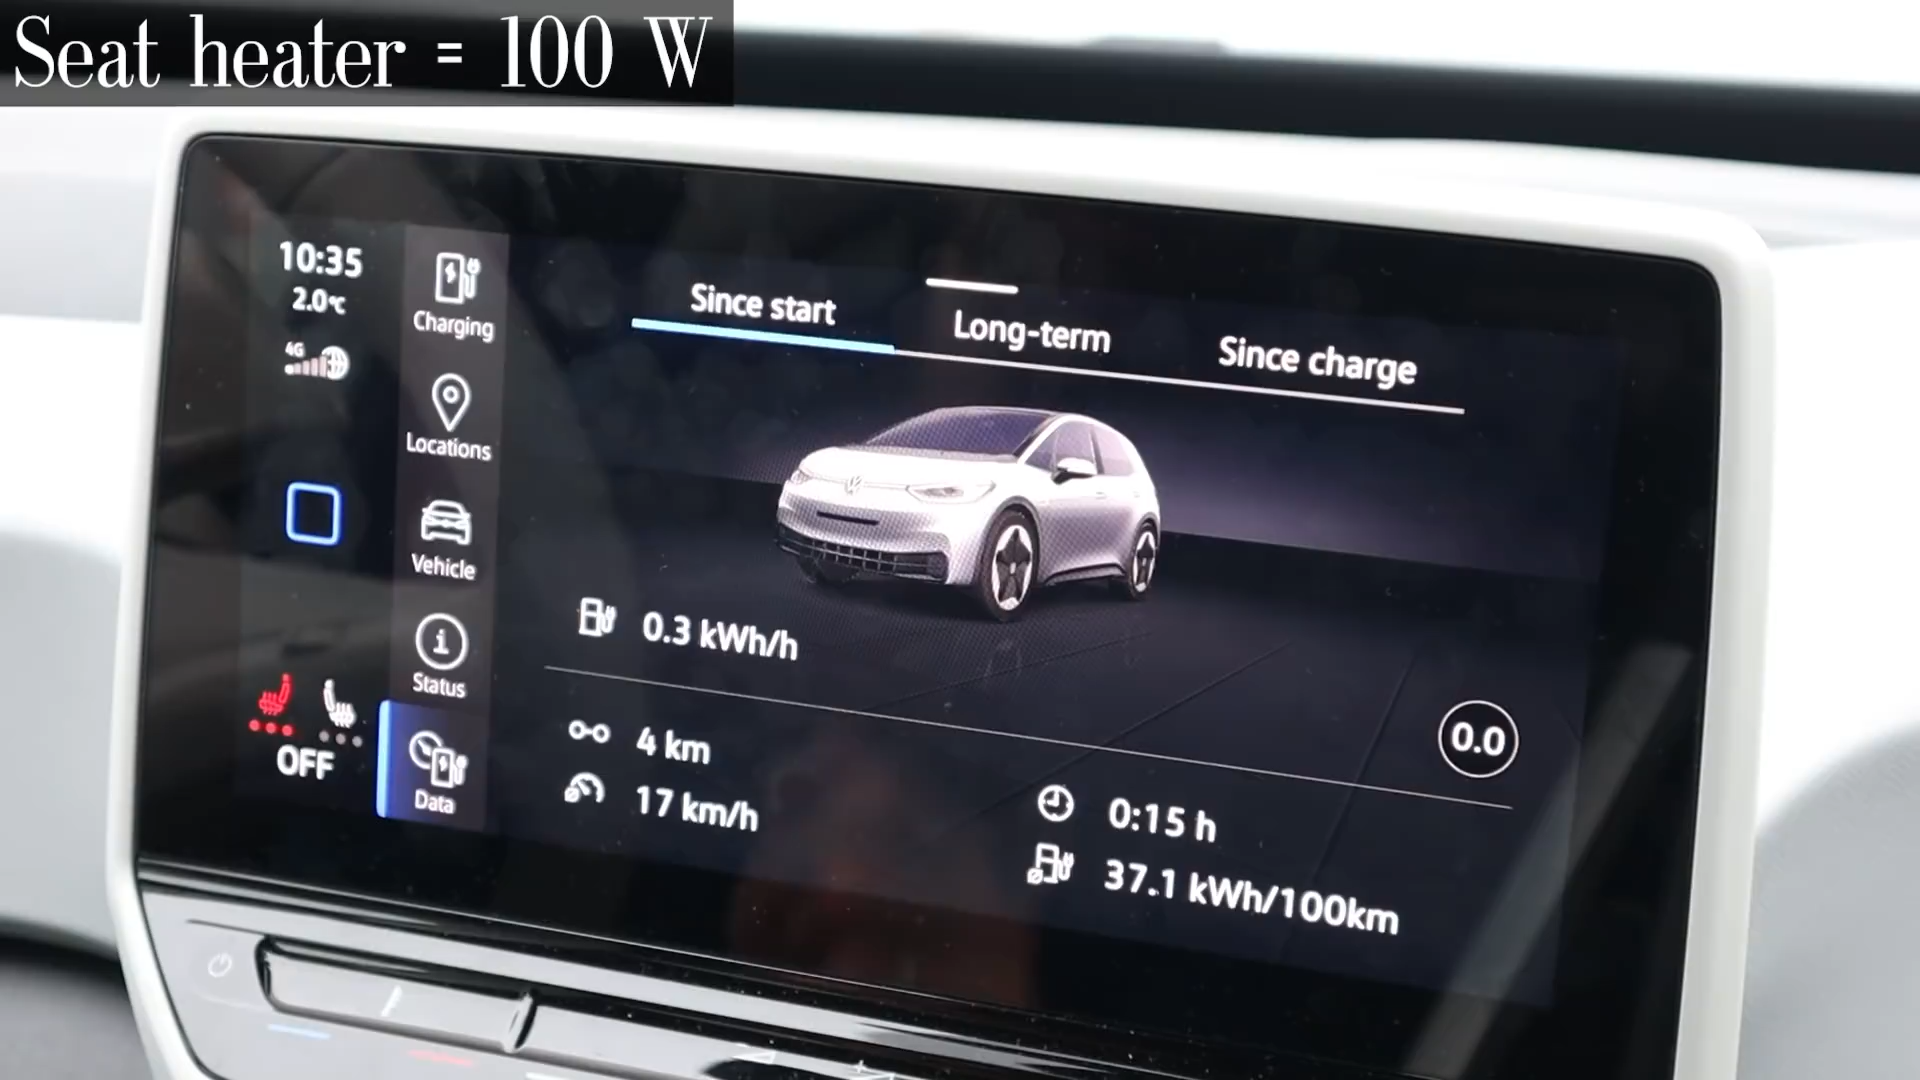 Seat heater = 100 W
10:35
2.0°C
4G
OFF
Charging
Locations
Vehicle
Status
Data
Since start
Long-term
Since charge
0.3 kWh/h
4 km
17 km/h
0.0
0:15 h
37.1 kWh/100km